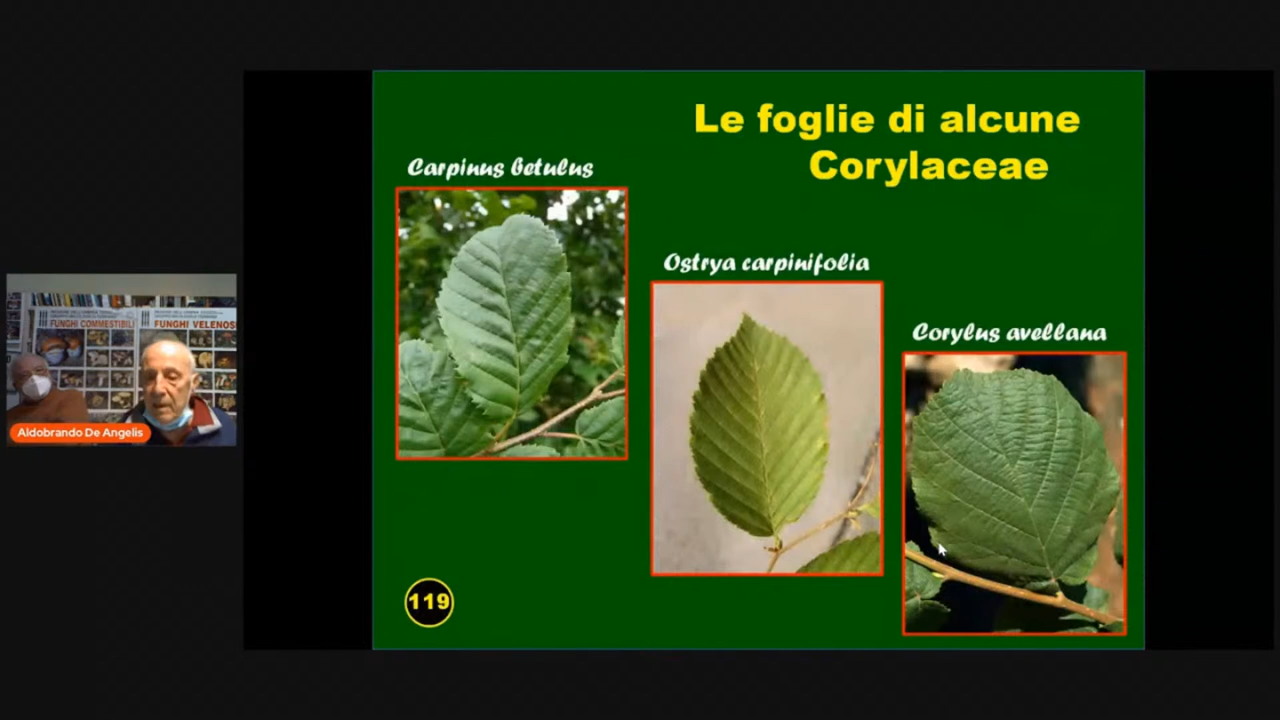 Le foglie di alcune
Corylaceae
Carpinus betulus
Ostrya carpinifolia
Corylus avellana
119
FUNGHI COMMESTIBILI
FUNGHI VELENOS
Aldobrando De Angelis